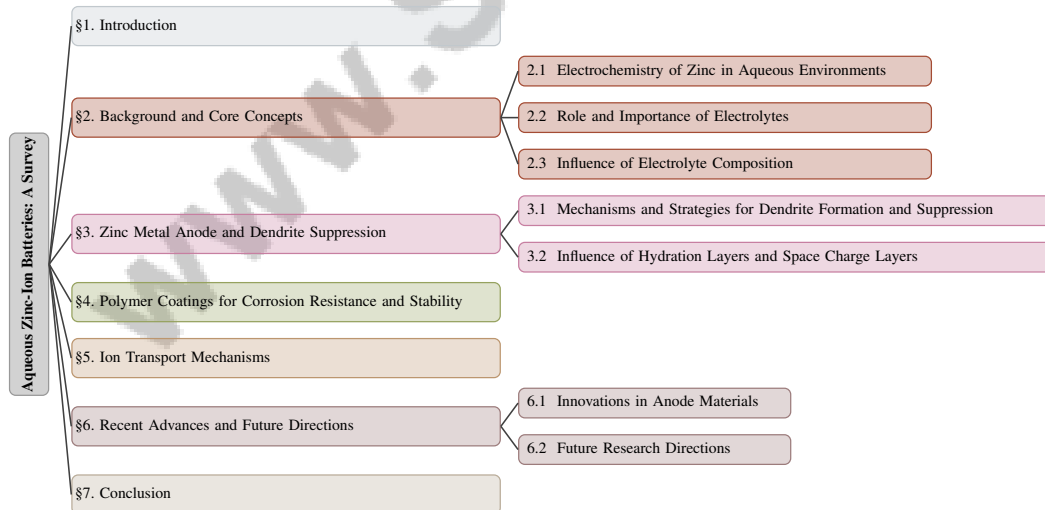 Aqueous Zinc-Ion Batteries: A Survey
§1. Introduction
§2. Background and Core Concepts
2.1 Electrochemistry of Zinc in Aqueous Environments
2.2 Role and Importance of Electrolytes
2.3 Influence of Electrolyte Composition
§3. Zinc Metal Anode and Dendrite Suppression
3.1 Mechanisms and Strategies for Dendrite Formation and Suppression
3.2 Influence of Hydration Layers and Space Charge Layers
§4. Polymer Coatings for Corrosion Resistance and Stability
§5. Ion Transport Mechanisms
§6. Recent Advances and Future Directions
6.1 Innovations in Anode Materials
6.2 Future Research Directions
§7. Conclusion
www.